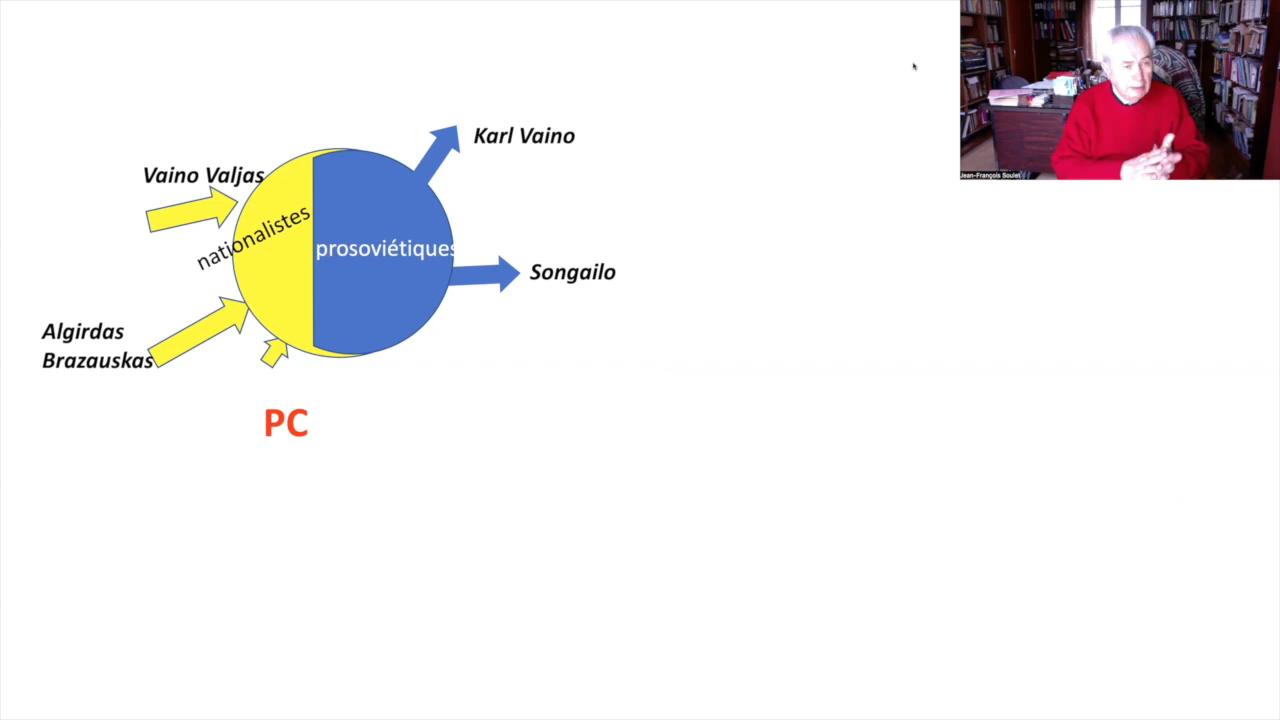 Karl Vaino
Vaino Valjas
nationalistes
prosoviétiques
Songailo
Algirdas
Brazauskas
PC
Jean-François Soulet